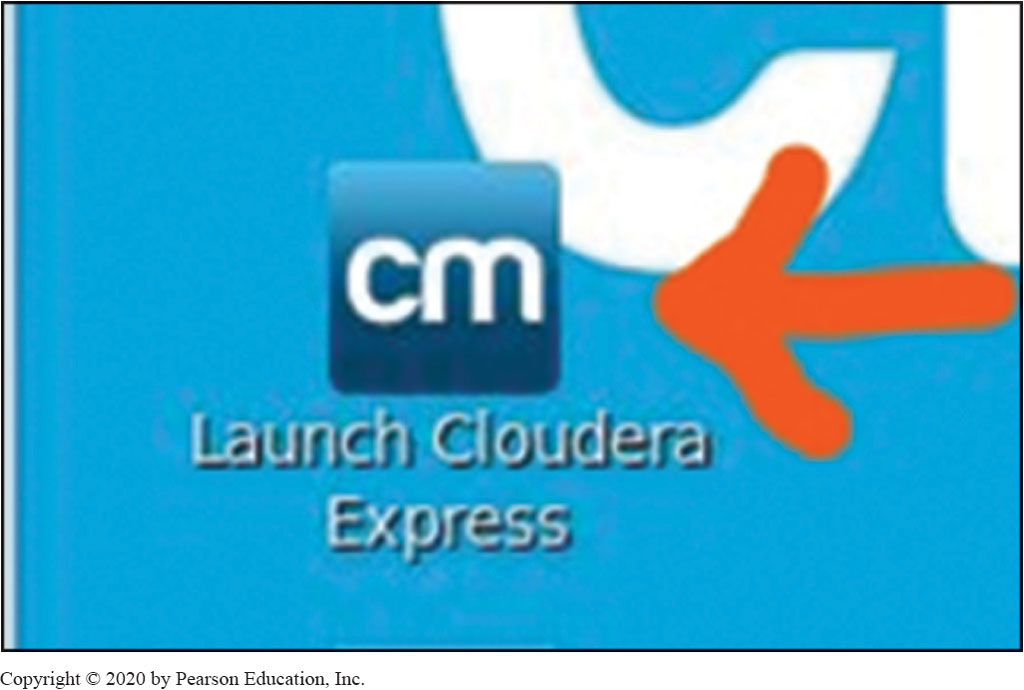 cm
Launch Cloudera
Express
Copyright © 2020 by Pearson Education, Inc.